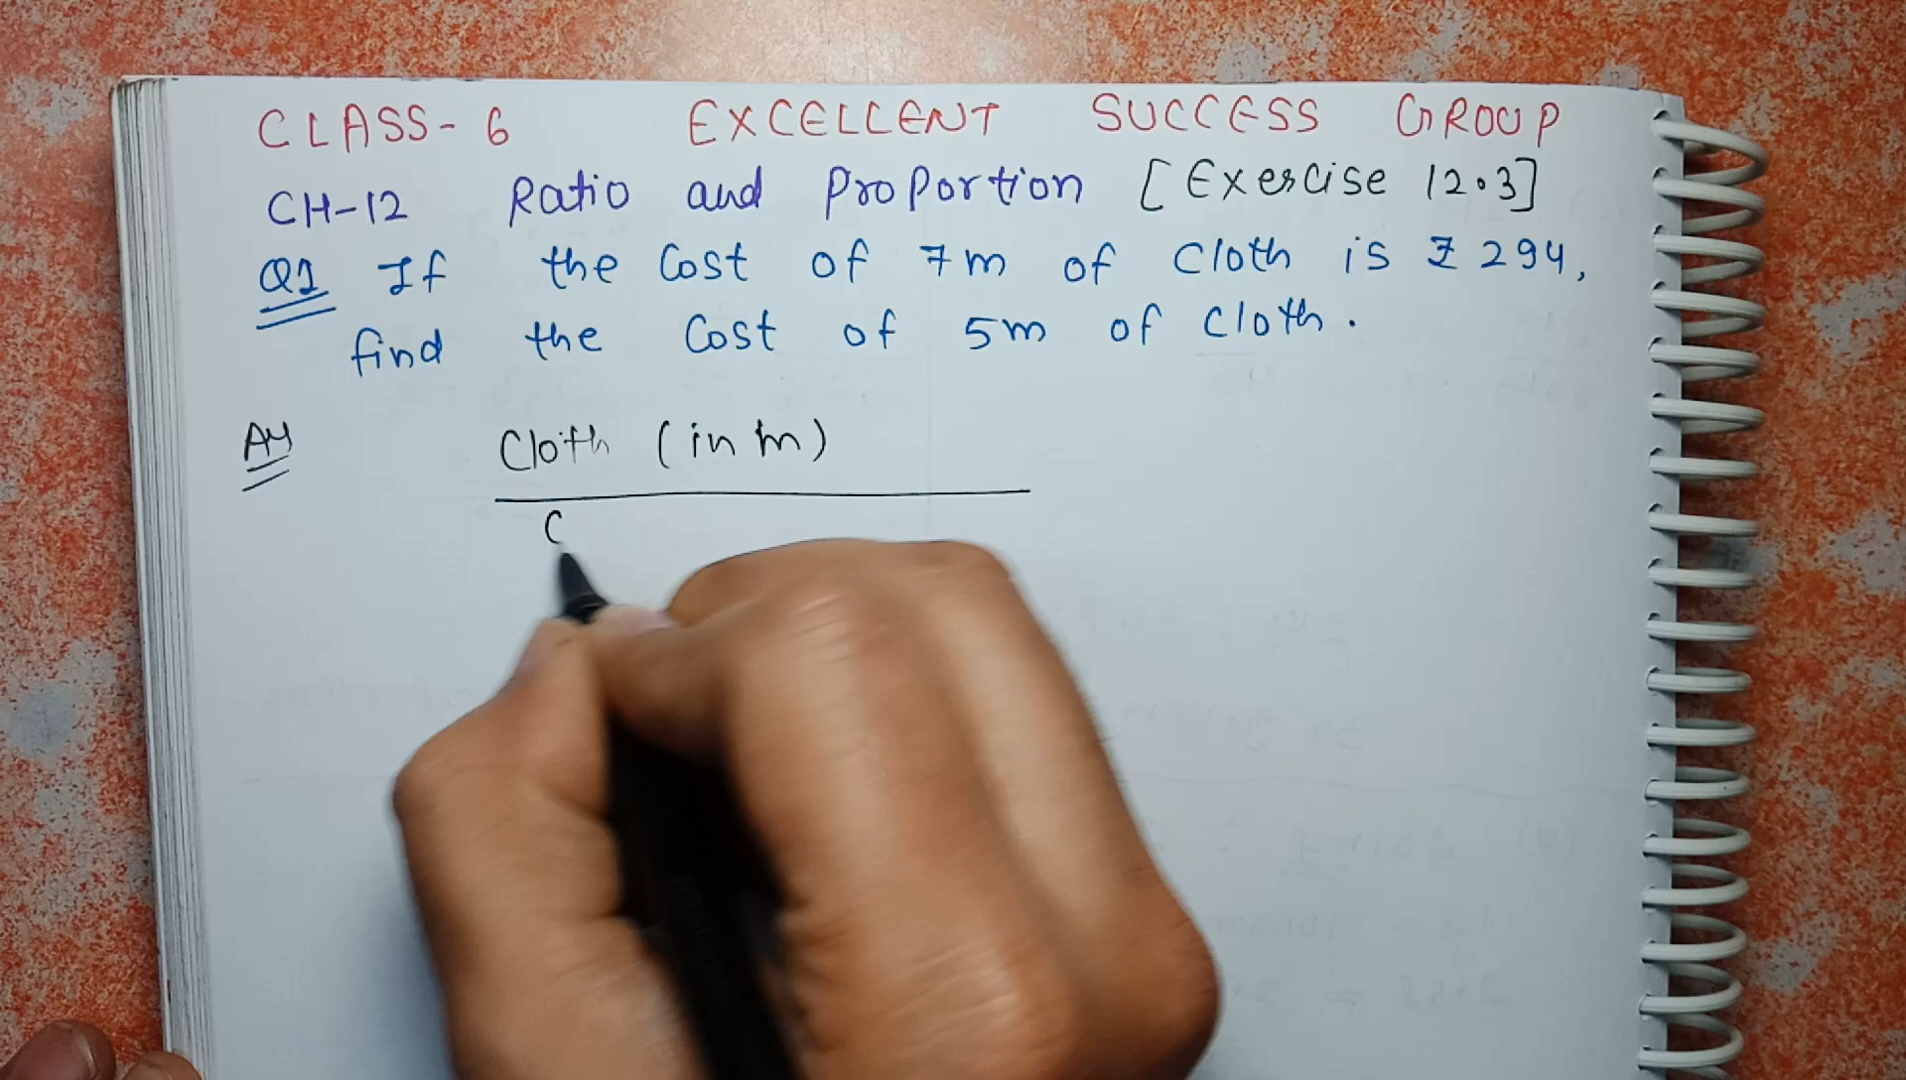 CLASS-6 EXCELLENT SUCCESS GROUP
CH-12 Ratio and Proportion [Exercise 12.3]
Q1 If the Cost of 7m of Cloth is ₹ 294,
find the Cost of 5m of Cloth.
Cloth (in m)
C